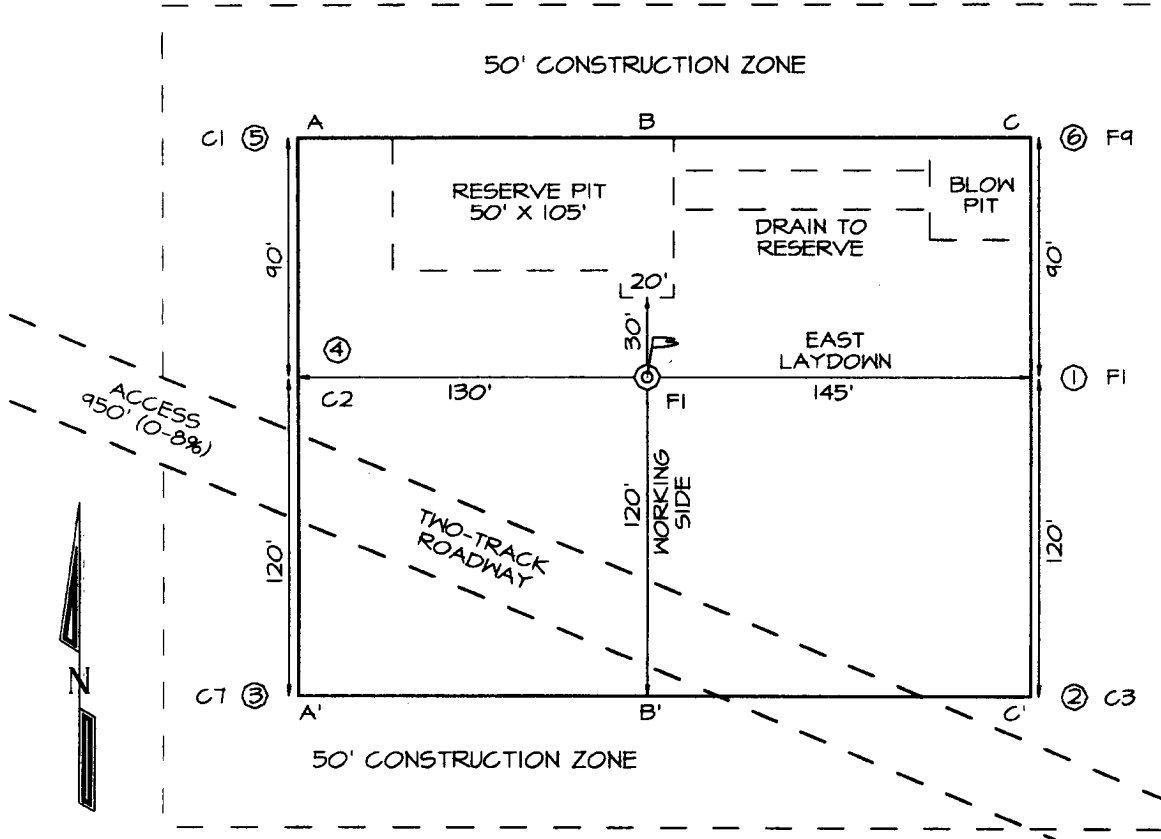 50' CONSTRUCTION ZONE
A
B
C
C1 5
6 F9
RESERVE PIT
50' X 105'
BLOW
PIT
DRAIN TO
RESERVE
90'
90'
20'
30'
EAST
LAYDOWN
4
C2
130'
F1
145'
1 F1
ACCESS
950' (0-8%)
120'
WORKING
SIDE
120'
120'
TWO-TRACK
ROADWAY
N
C7 3
2 C3
A'
B'
C'
50' CONSTRUCTION ZONE